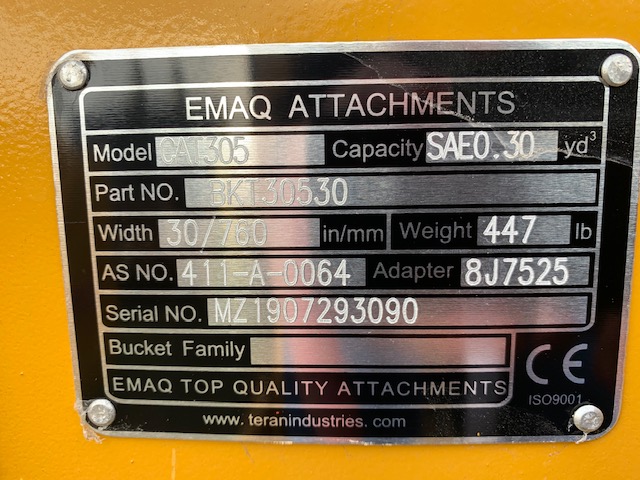 EMAQ ATTACHMENTS
Model CAT305 Capacity SAE0.30 yd³
Part NO. BKT30530
Width 30/760 in/mm Weight 447 lb
AS NO. 411-A-0064 Adapter 8J7525
Serial NO. MZ1907293090
Bucket Family
EMAQ TOP QUALITY ATTACHMENTS
CE
ISO9001
www. teranindustries. com